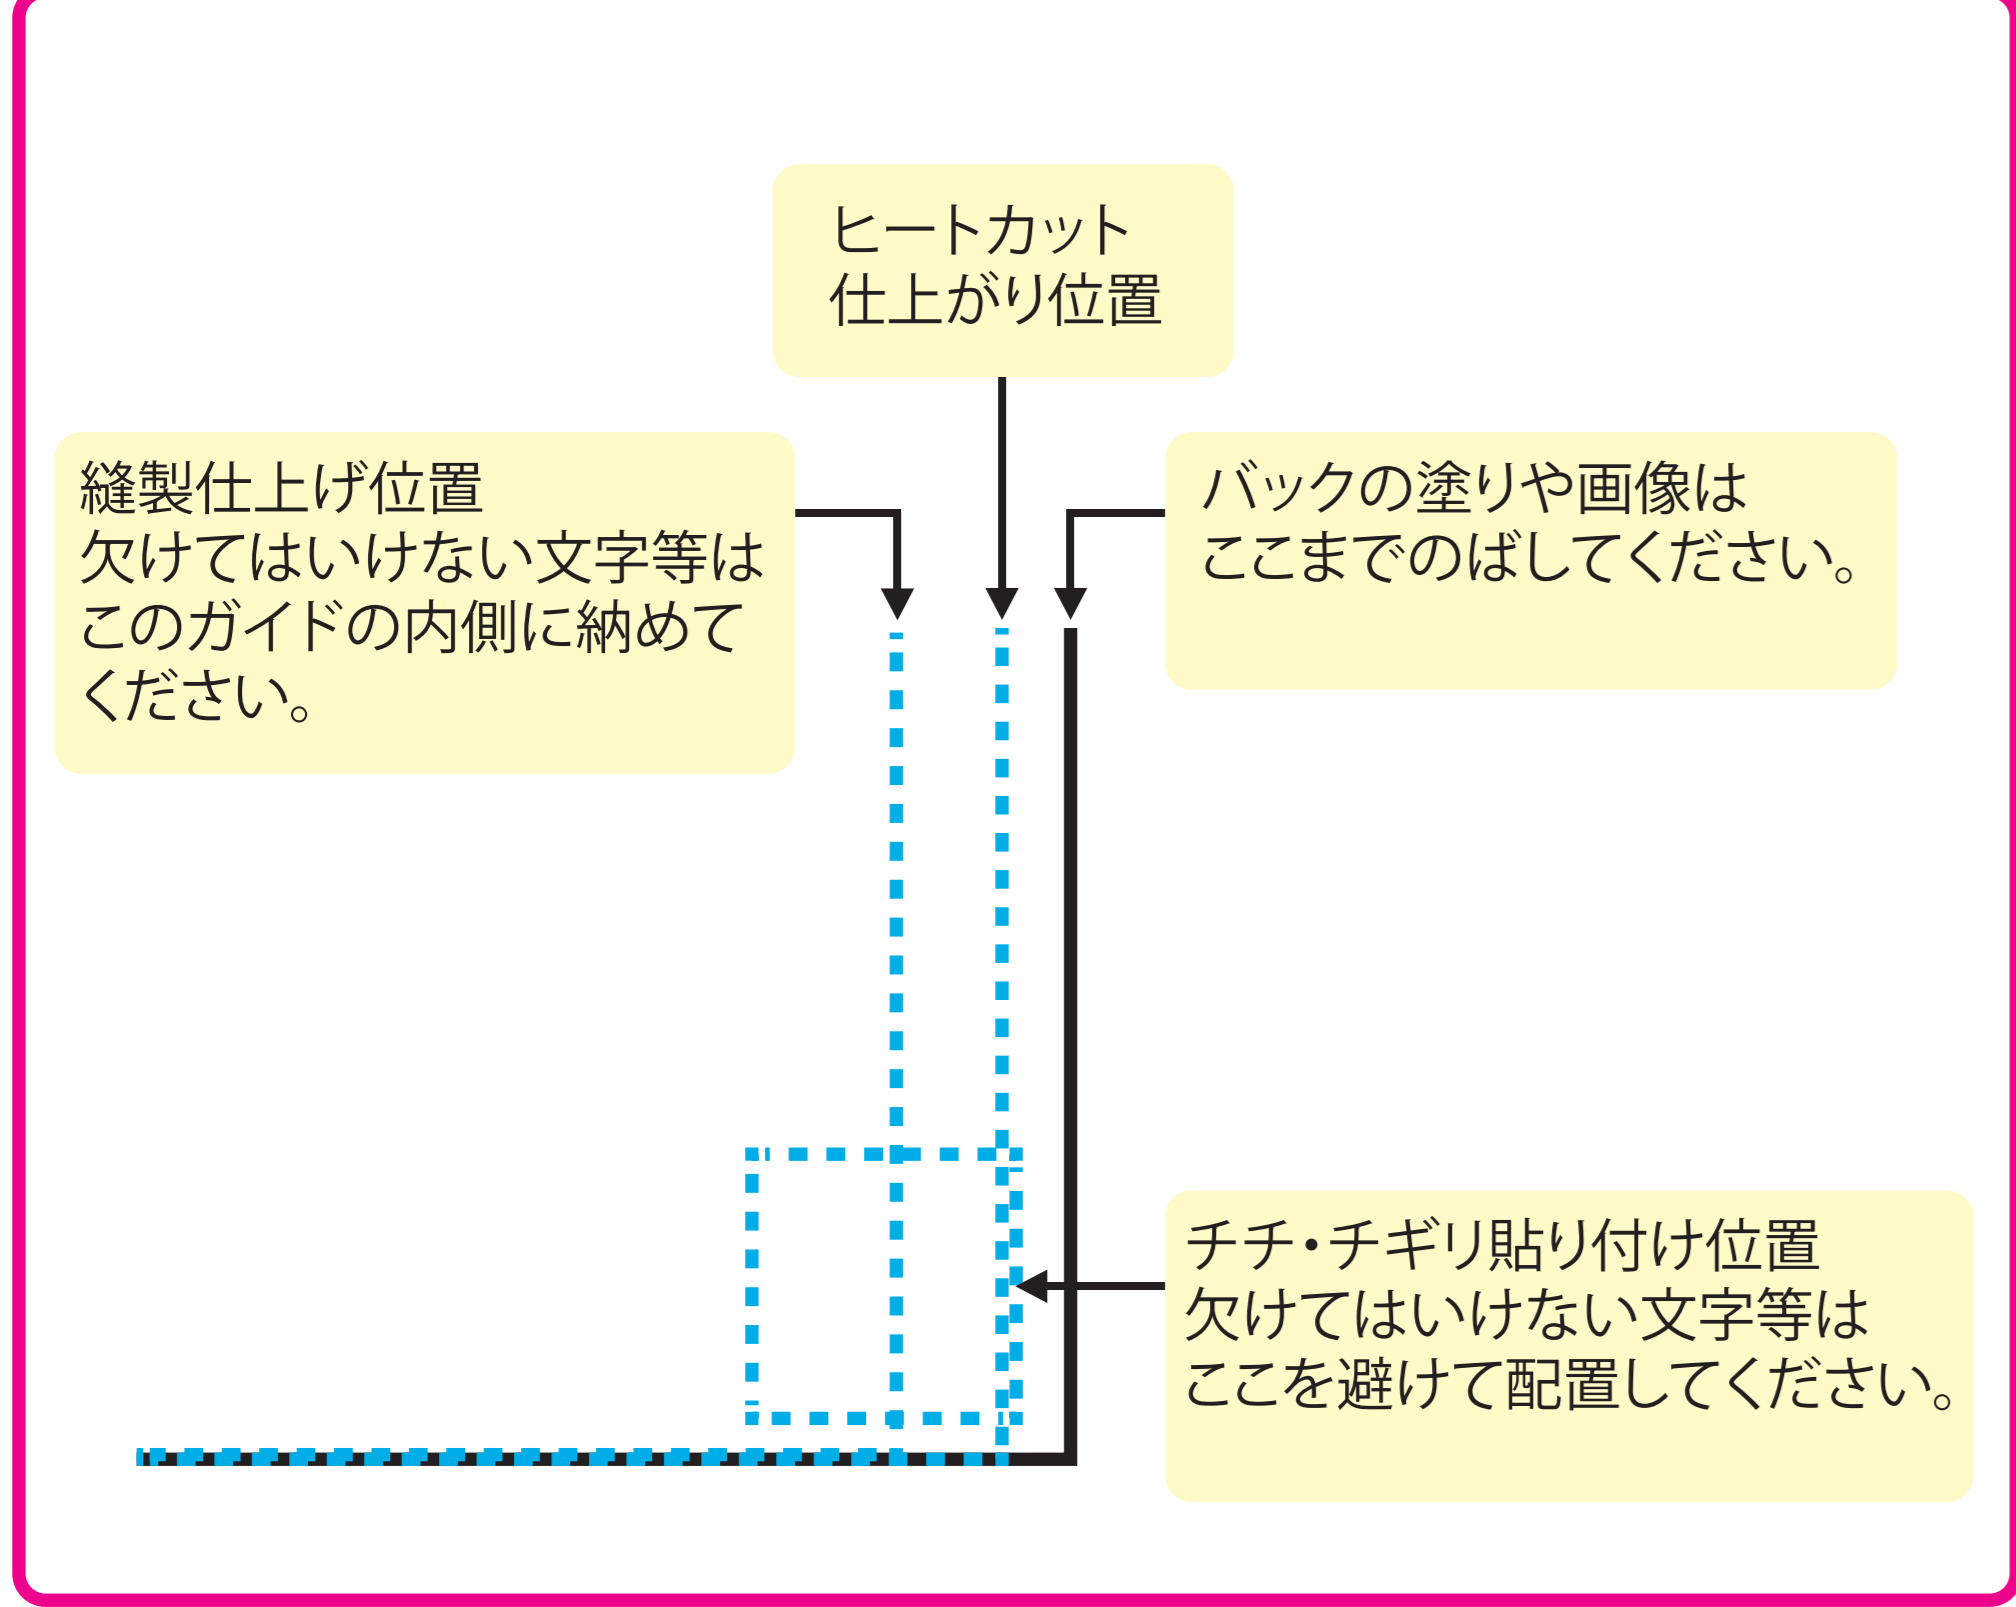 ヒートカット
仕上がり位置
縫製仕上げ位置
欠けてはいけない文字等は
このガイドの内側に納めて
ください。
バックの塗りや画像は
ここまでのばしてください。
チチ・チギリ貼り付け位置
欠けてはいけない文字等は
ここを避けて配置してください。